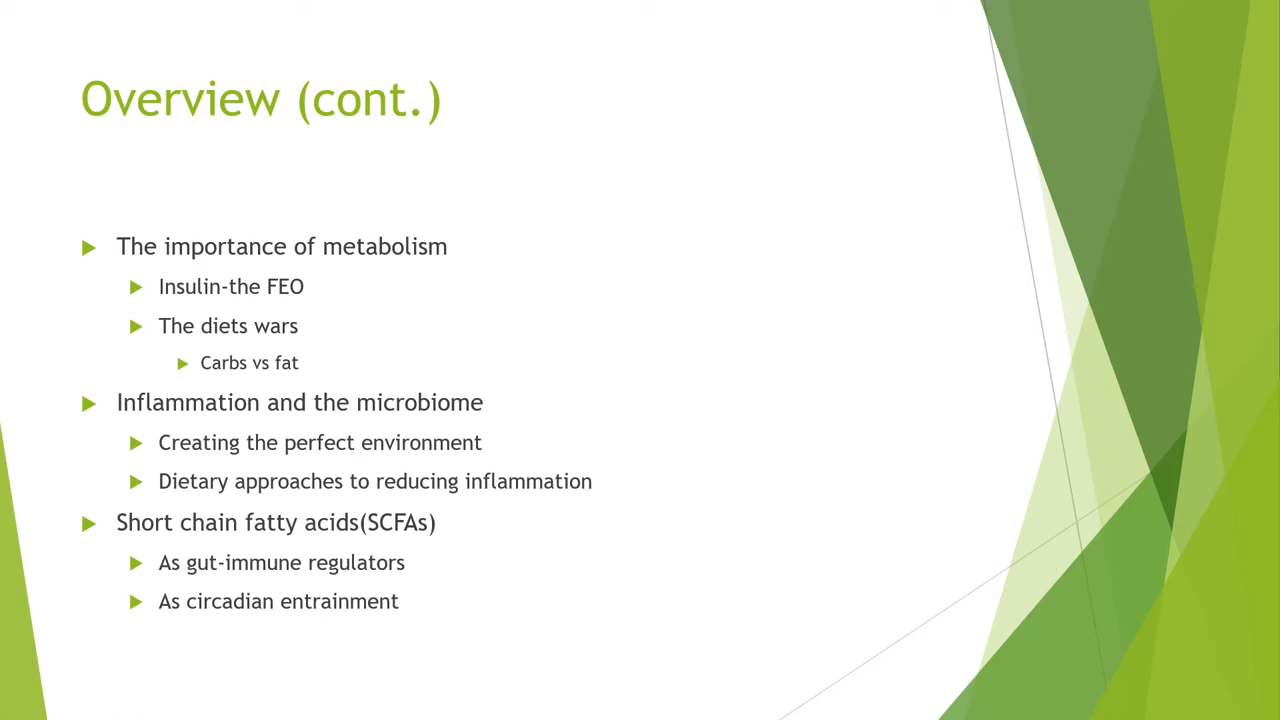 Overview (cont.)
The importance of metabolism
Insulin-the FEO
The diets wars
Carbs vs fat
Inflammation and the microbiome
Creating the perfect environment
Dietary approaches to reducing inflammation
Short chain fatty acids(SCFAs)
As gut-immune regulators
As circadian entrainment